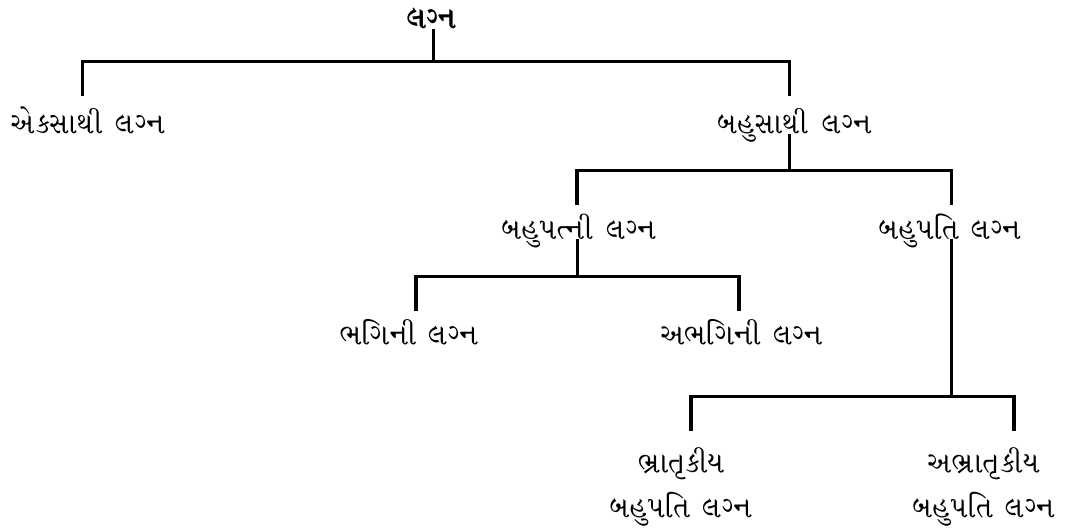 લગ્ન
એકસાથી લગ્ન
બહુસાથી લગ્ન
બહુપત્ની લગ્ન
બહુપતિ લગ્ન
ભગિની લગ્ન
અભગિની લગ્ન
ભ્રાતૃકીય
બહુપતિ લગ્ન
અભ્રાતૃકીય
બહુપતિ લગ્ન